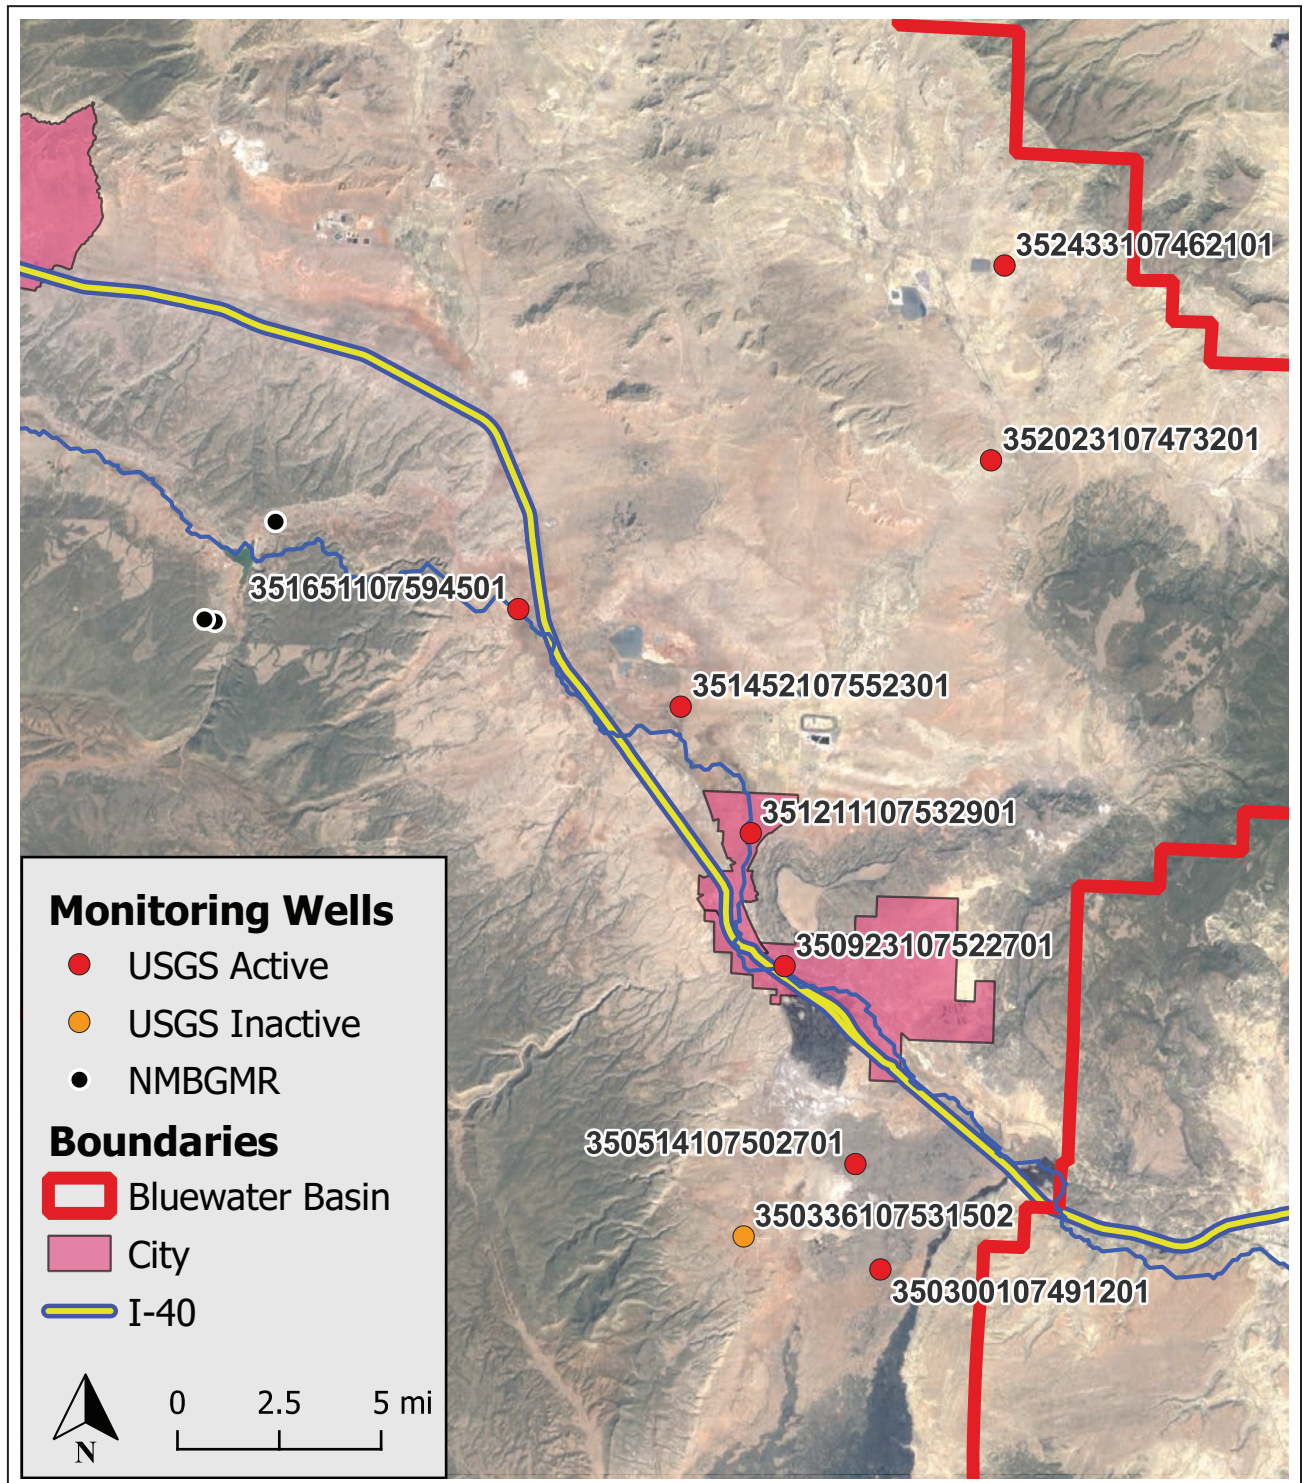 352433107462101
352023107473201
351651107594501
351452107552301
351211107532901
350923107522701
350514107502701
350336107531502
350300107491201
Monitoring Wells
USGS Active
USGS Inactive
NMBGMR
Boundaries
Bluewater Basin
City
I-40
0 2.5 5 mi
N